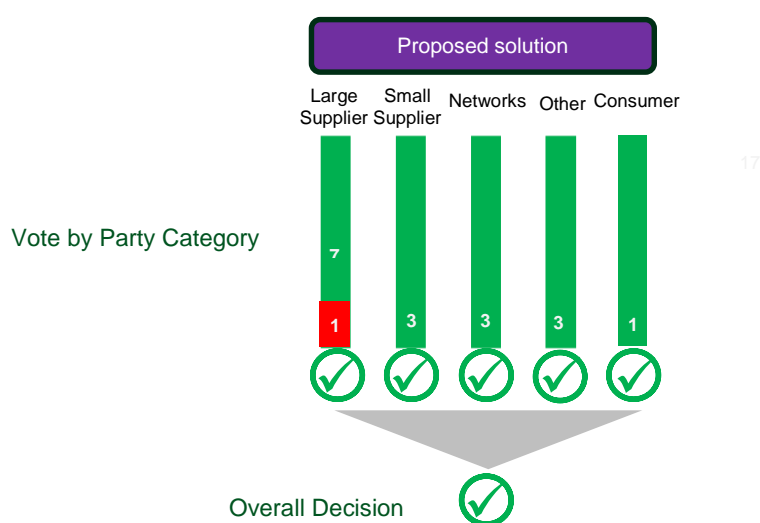 Proposed solution
Large Supplier
Small Supplier
Networks
Other
Consumer
17
Vote by Party Category
7
1
3
3
3
1
Overall Decision